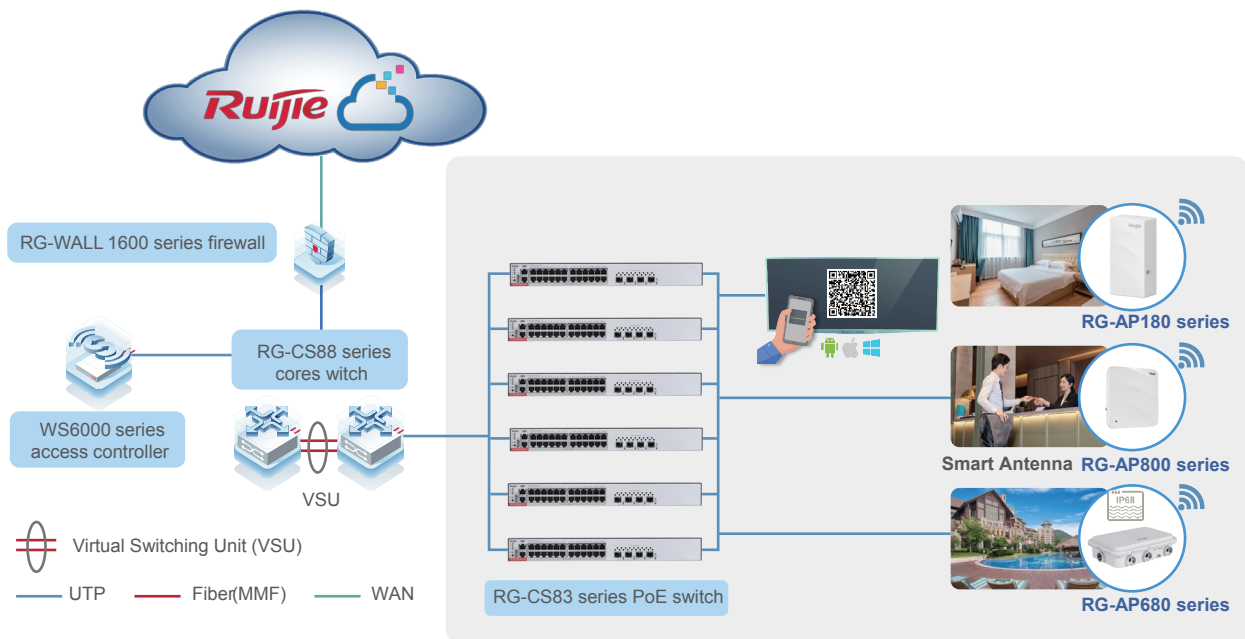 Ruijie
RG-WALL 1600 series firewall
RG-CS88 series
cores witch
WS6000 series
access controller
VSU
Virtual Switching Unit (VSU)
UTP
Fiber(MMF)
WAN
RG-CS83 series PoE switch
RG-AP180 series
Smart Antenna
RG-AP800 series
IP68
RG-AP680 series